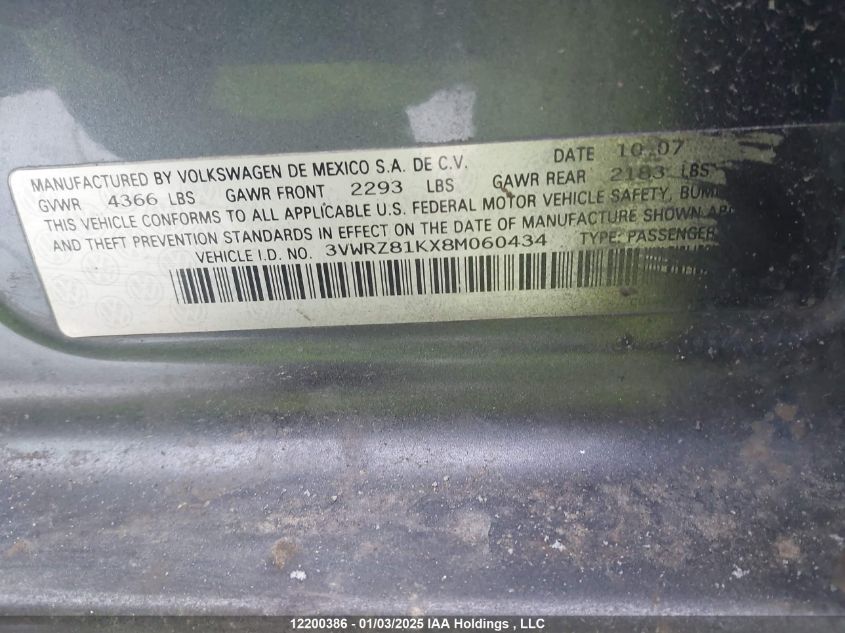 MANUFACTURED BY VOLKSWAGEN DE MEXICO S.A. DE C.V. DATE 10 07
GVWR 4366 LBS GAWR FRONT 2293 LBS GAWR REAR 2183 LBS
THIS VEHICLE CONFORMS TO ALL APPLICABLE U.S. FEDERAL MOTOR VEHICLE SAFETY,
AND THEFT PREVENTION STANDARDS IN EFFECT ON THE DATE OF MANUFACTURE SHOWN
VEHICLE I.D. NO. 3VWRZ81KX8M060434 TYPE: PASSENGER
12200386 - 01/03/2025 IAA Holdings , LLC